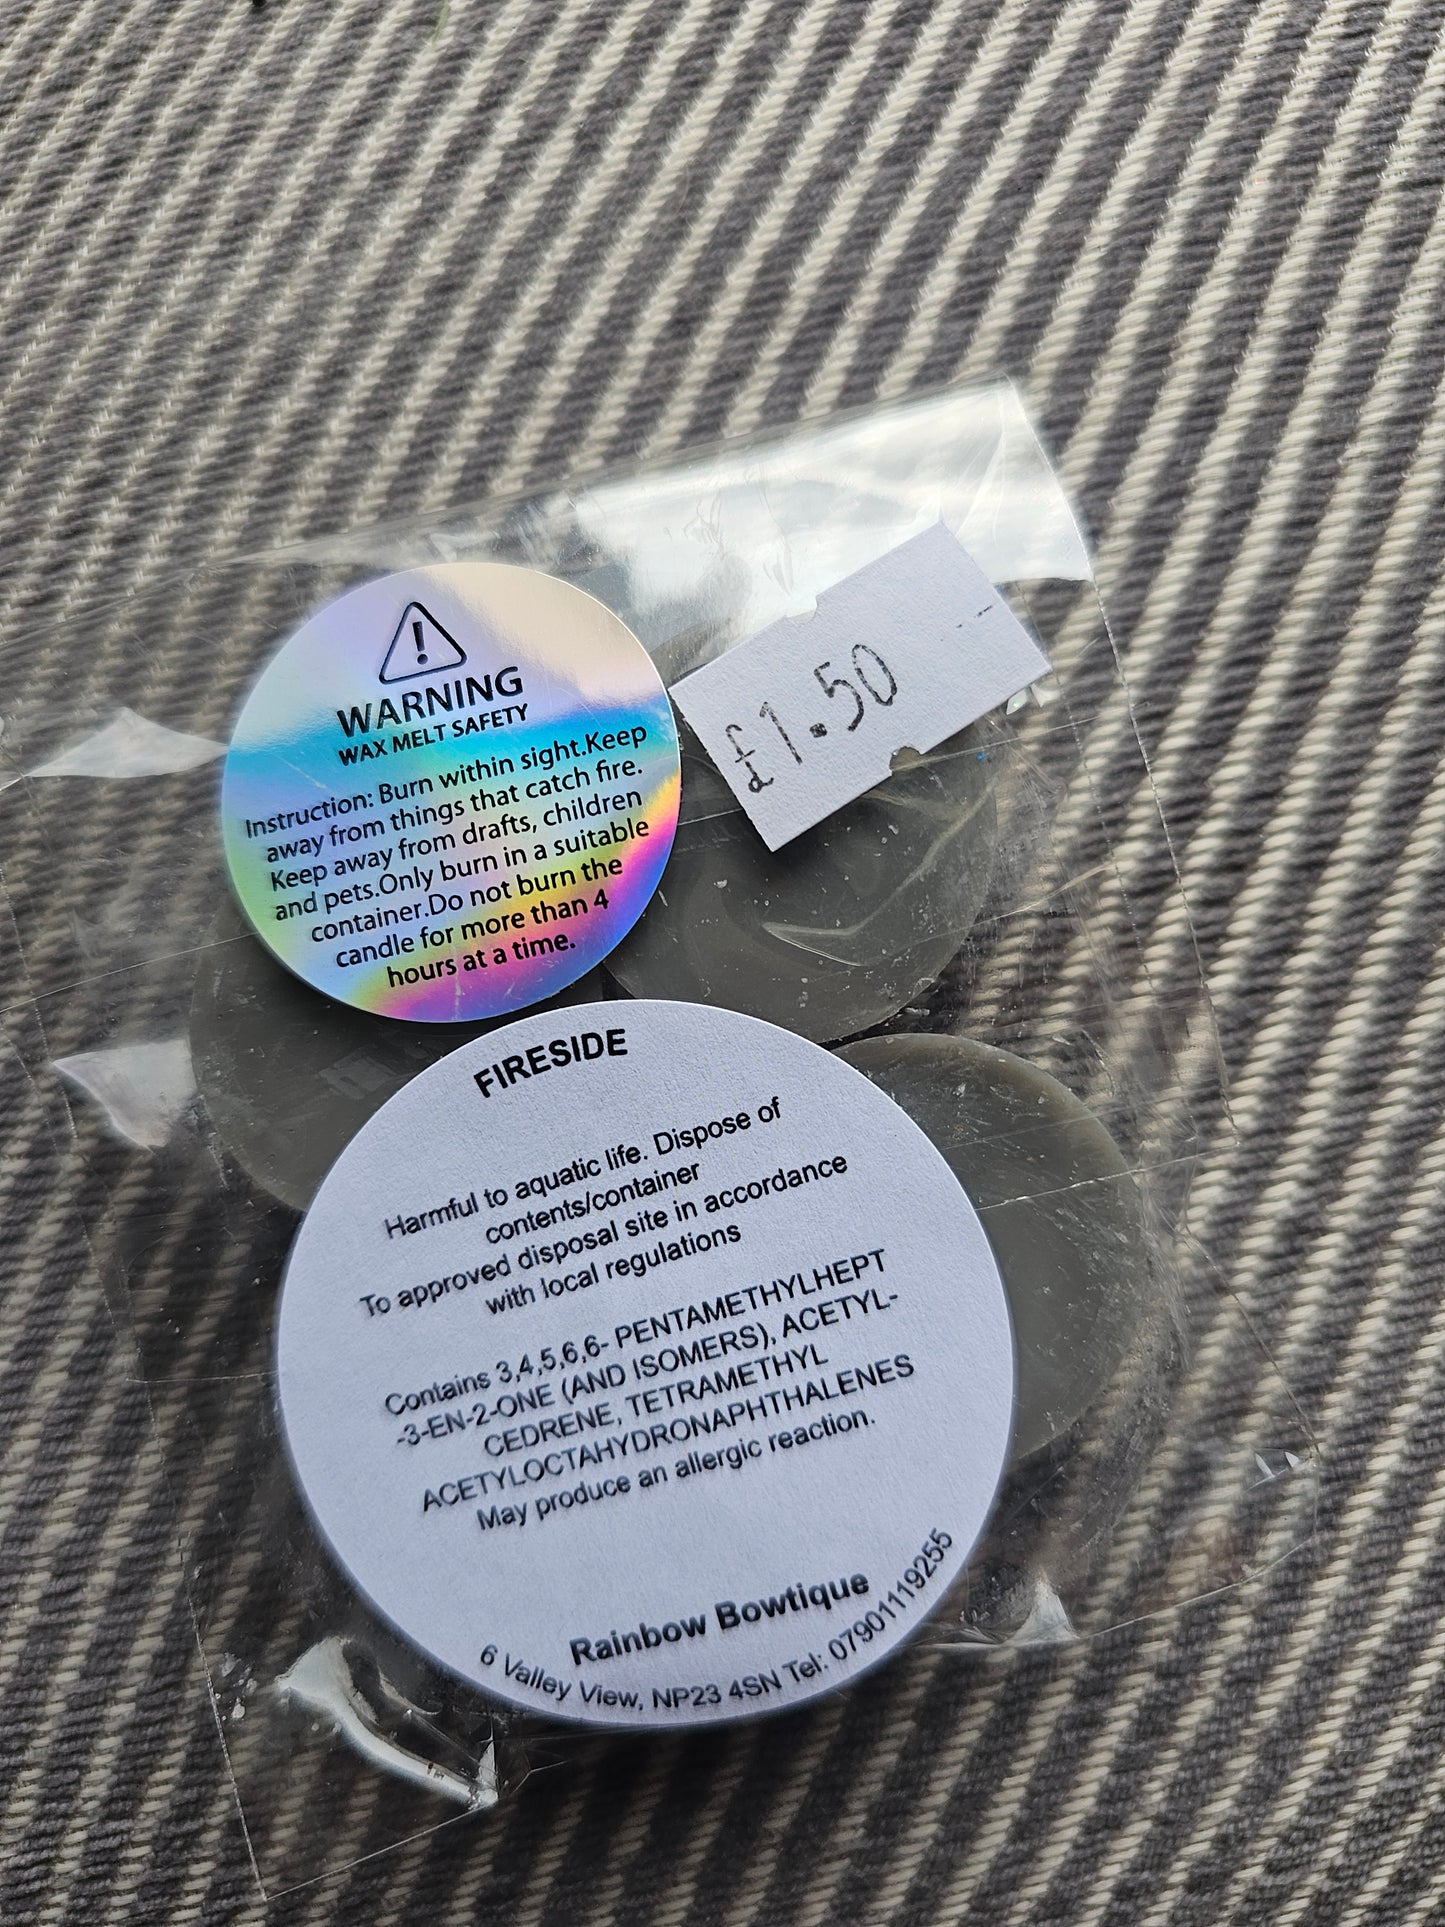 !
WARNING
WAX MELT SAFETY
Instruction: Burn within sight.Keep
away from things that catch fire.
Keep away from drafts, children
and pets.Only burn in a suitable
container.Do not burn the
candle for more than 4
hours at a time.
£1.50
FIRESIDE
Harmful to aquatic life. Dispose of
contents/container
To approved disposal site in accordance
with local regulations
Contains 3,4,5,6,6- PENTAMETHYLHEPT
-3-EN-2-ONE (AND ISOMERS), ACETYL-
CEDRENE, TETRAMETHYL
ACETYLOCTAHYDRONAPHTHALENES
May produce an allergic reaction.
Rainbow Bowtique
6 Valley View, NP23 4SN Tel: 07901119255